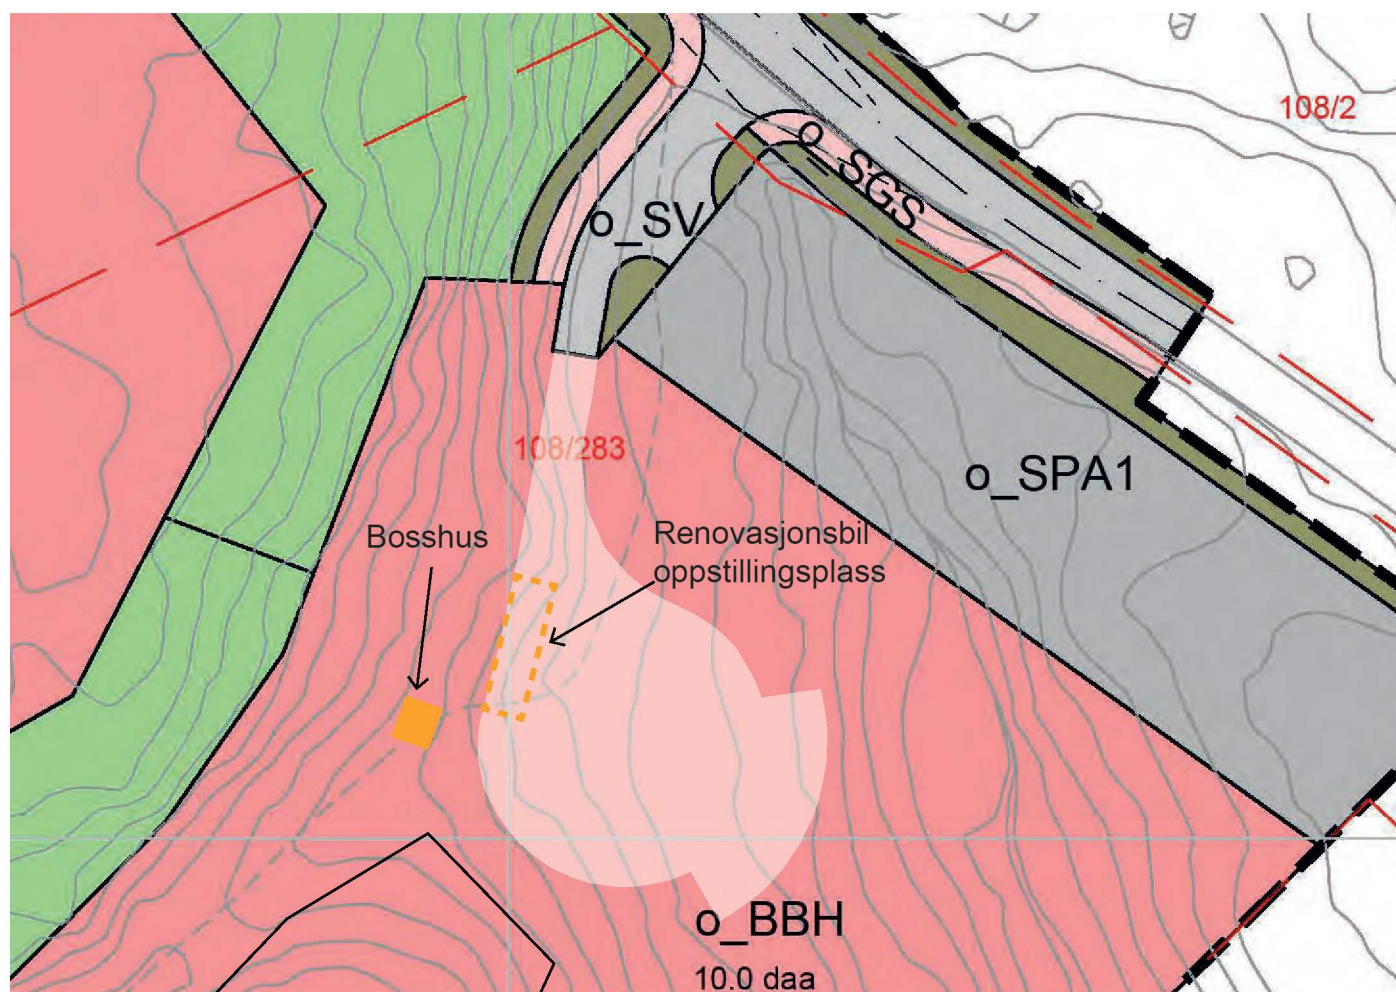 108/2
o_SGS
o_SV
108/283
o_SPA1
Bosshus
Renovasjonsbil
oppstillingsplass
o_BBH
10.0 daa